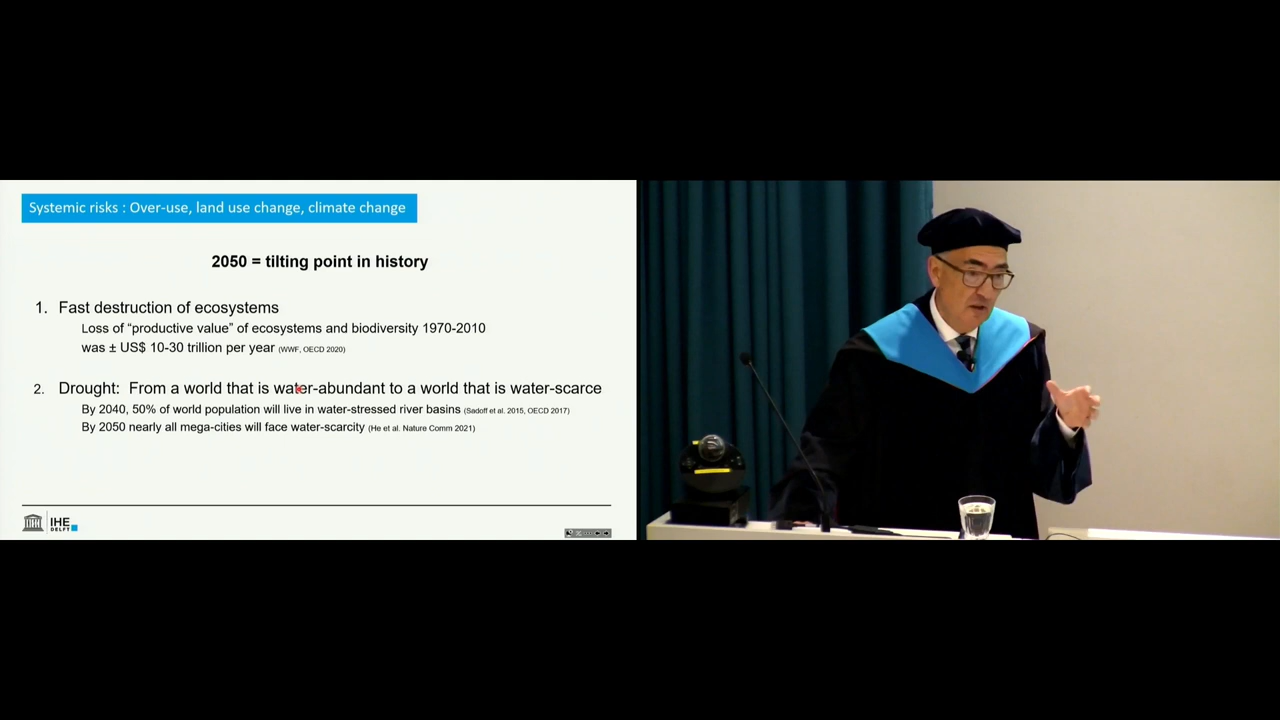 Systemic risks : Over-use, land use change, climate change
2050 = tilting point in history
1. Fast destruction of ecosystems
Loss of “productive value” of ecosystems and biodiversity 1970-2010
was ± US$ 10-30 trillion per year (WWF, OECD 2020)
2. Drought: From a world that is water-abundant to a world that is water-scarce
By 2040, 50% of world population will live in water-stressed river basins (Sadoff et al. 2015, OECD 2017)
By 2050 nearly all mega-cities will face water-scarcity (He et al. Nature Comm 2021)
IHE
DELFT